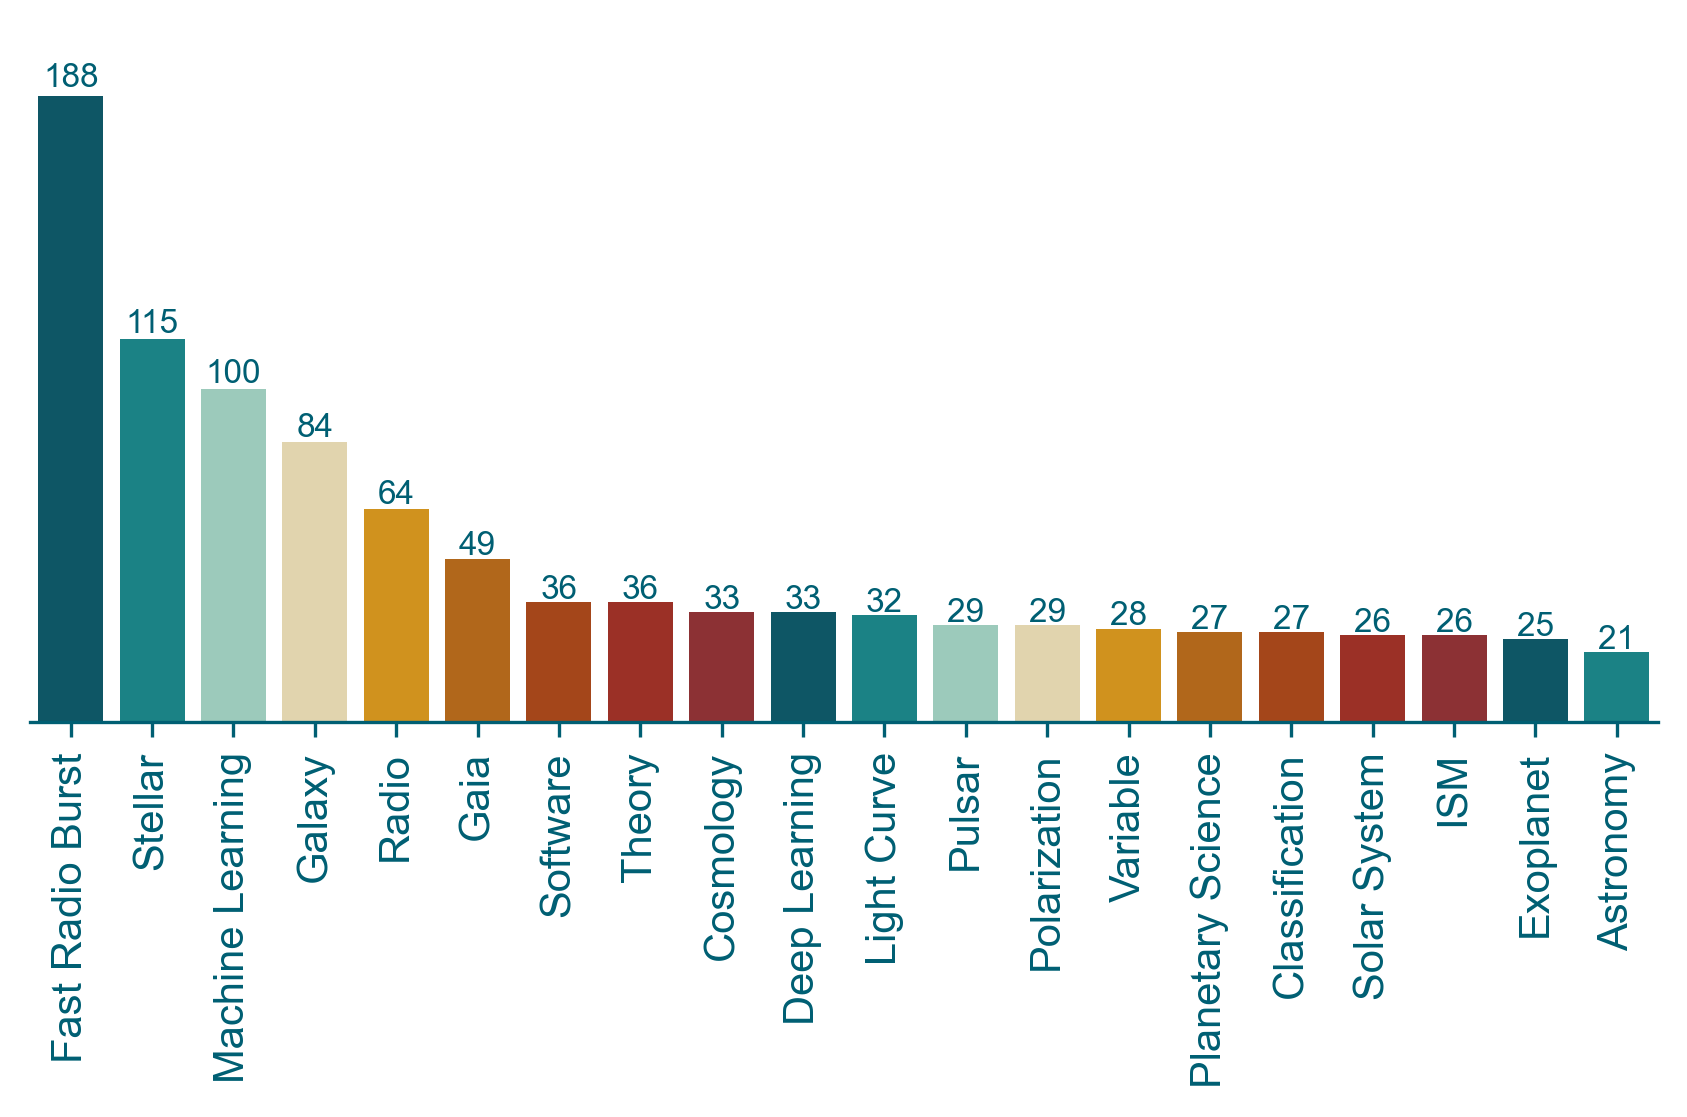 188
115
100
84
64
49
36
36
33
33
32
29
29
28
27
27
26
26
25
21
Fast Radio Burst
Stellar
Machine Learning
Galaxy
Radio
Gaia
Software
Theory
Cosmology
Deep Learning
Light Curve
Pulsar
Polarization
Variable
Planetary Science
Classification
Solar System
ISM
Exoplanet
Astronomy